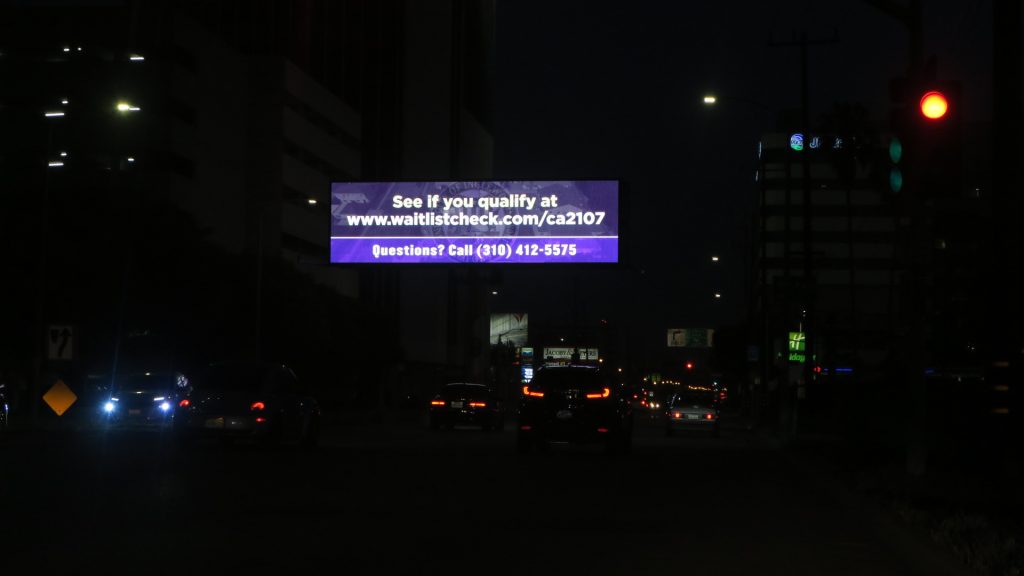 See if you qualify at
www.waitlistcheck.com/ca2107
Questions? Call (310) 412-5575